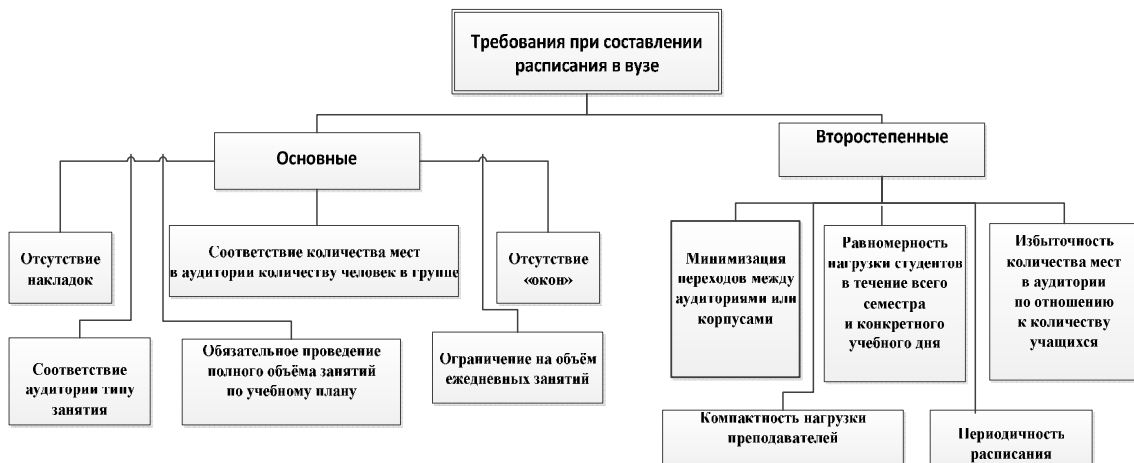 Требования при составлении
расписания в вузе
Основные
Второстепенные
Отсутствие
накладок
Соответствие количества мест
в аудитории количеству человек в группе
Отсутствие
«окон»
Соответствие
аудитории типу
занятия
Обязательное проведение
полного объёма занятий
по учебному плану
Ограничение на объём
ежедневных занятий
Минимизация
переходов между
аудиториями или
корпусами
Равномерность
нагрузки студентов
в течение всего
семестра
и конкретного
учебного дня
Избыточность
количества мест
в аудитории
по отношению
к количеству
учащихся
Компактность нагрузки
преподавателей
Периодичность
расписания